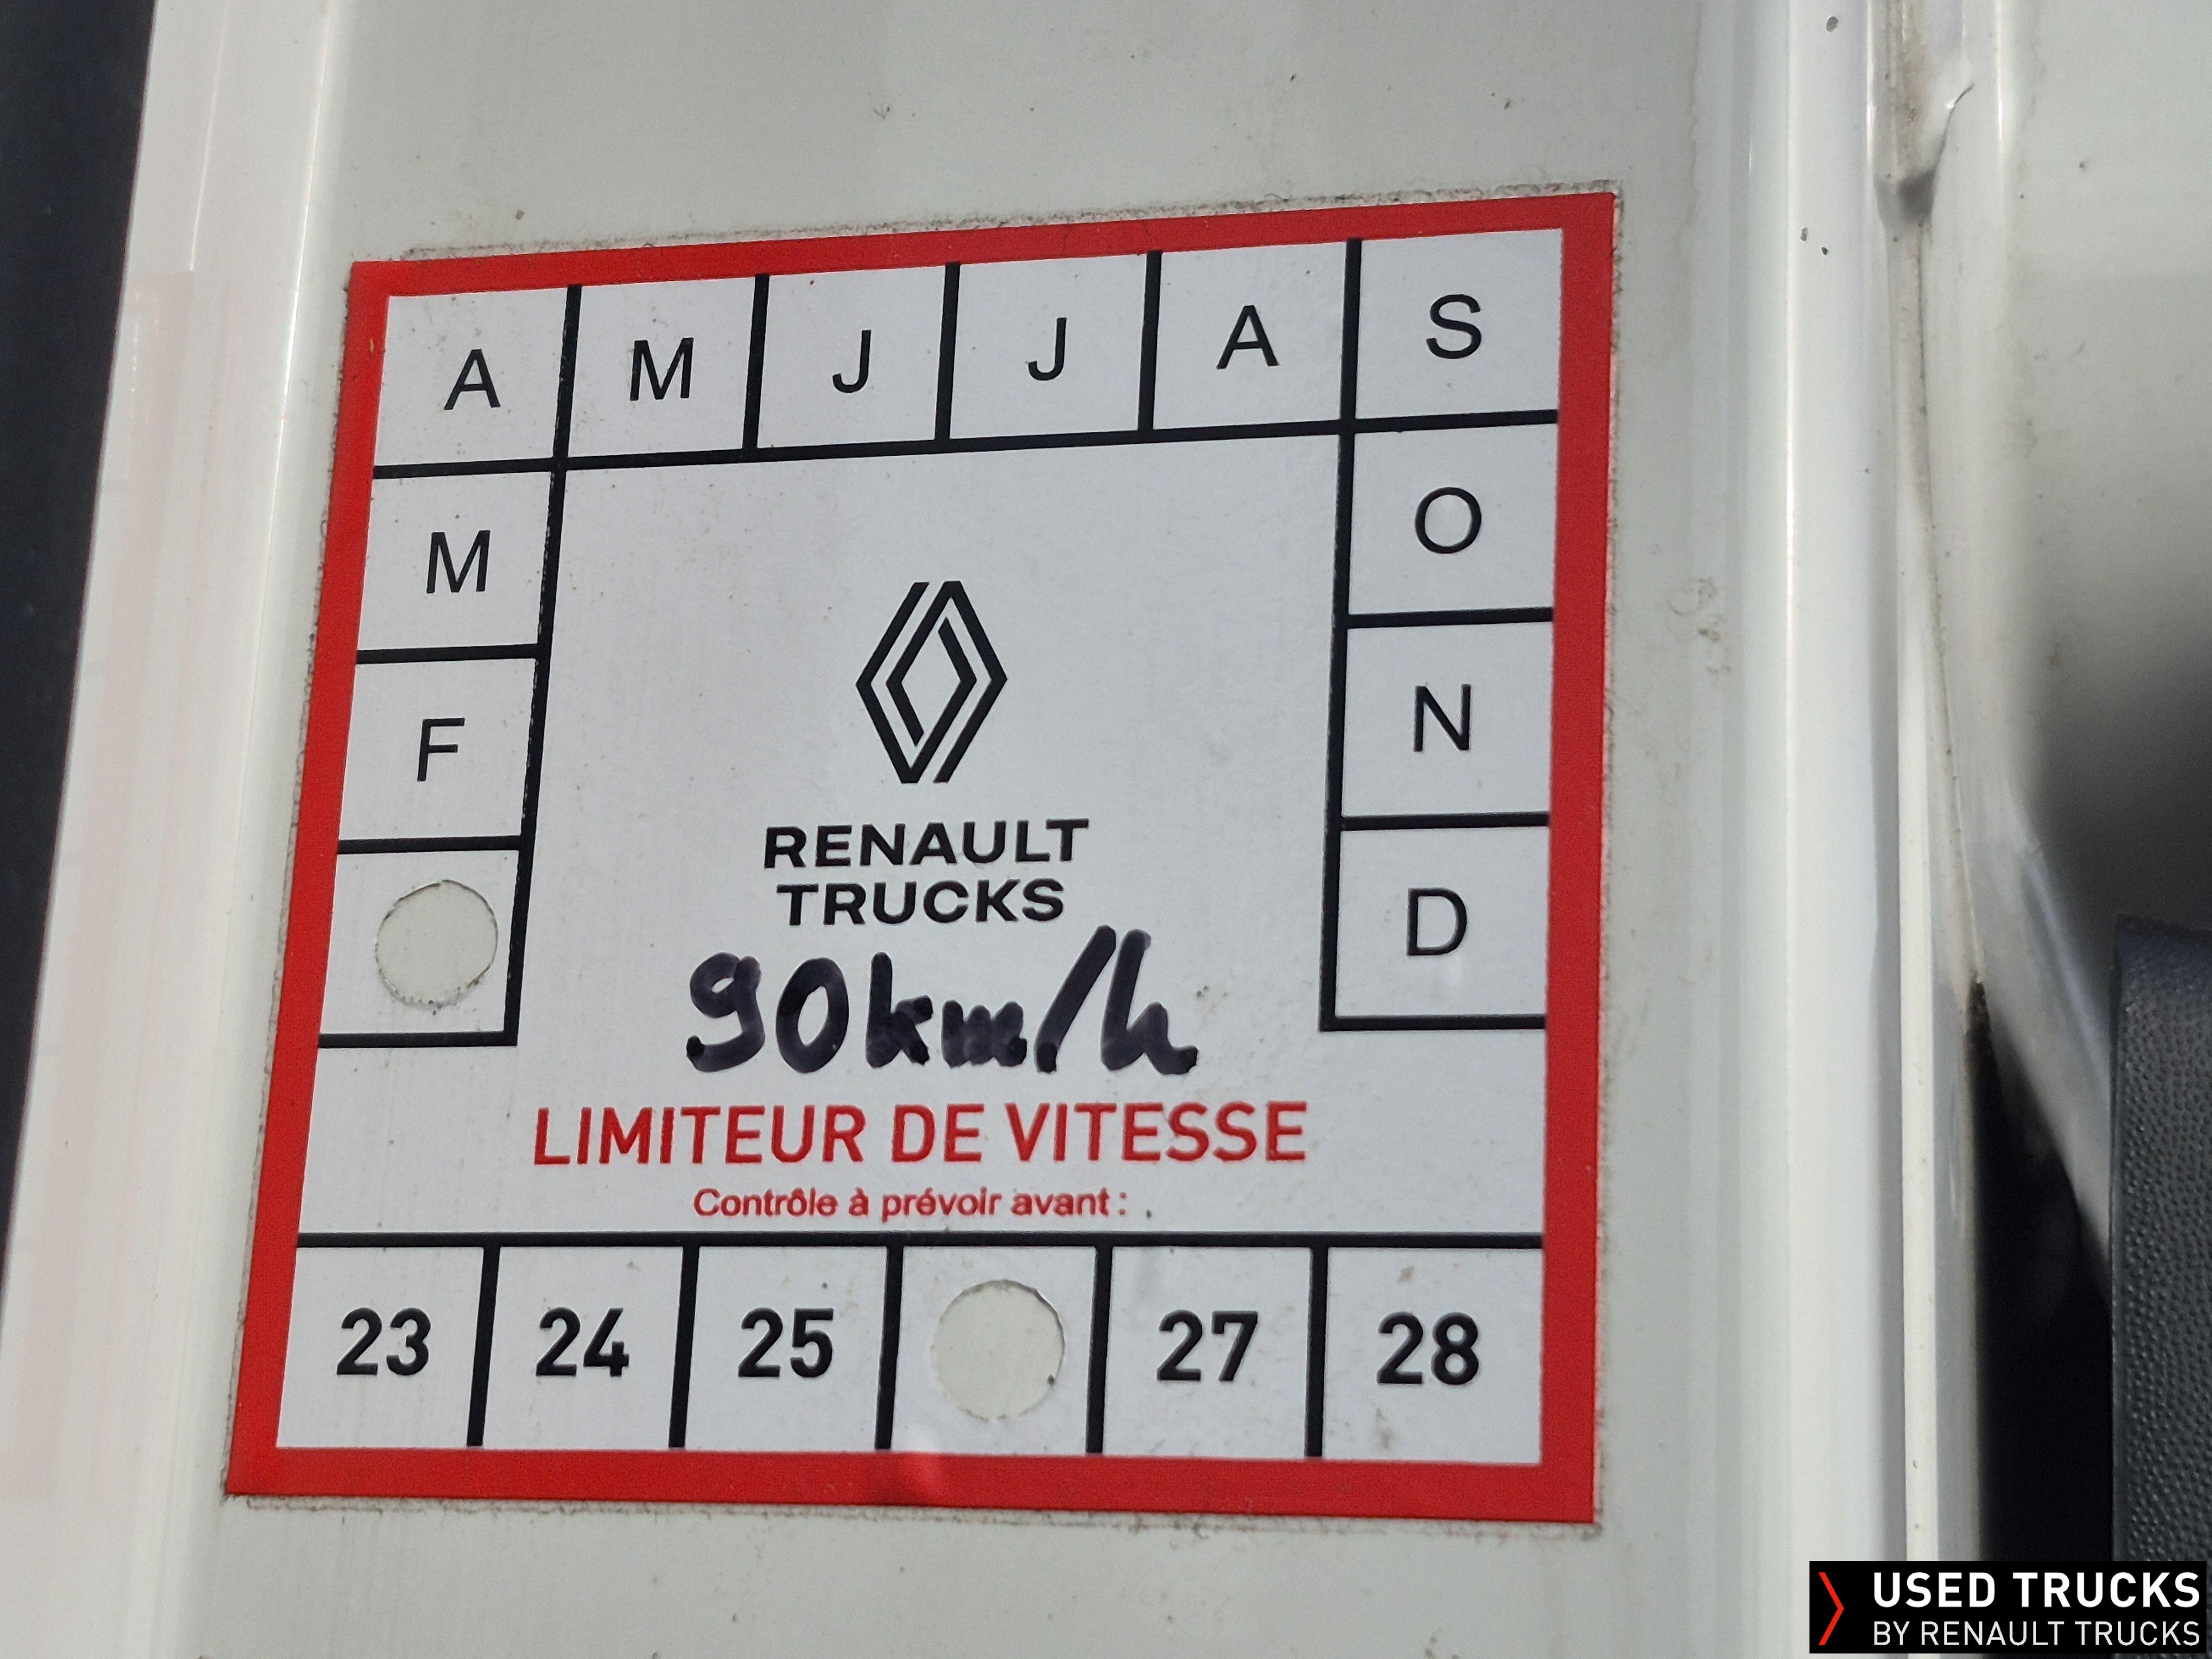 A M J J A S
M O
F N
D
RENAULT
TRUCKS
90km/h
LIMITEUR DE VITESSE
Contrôle à prévoir avant :
23 24 25 27 28
USED TRUCKS
BY RENAULT TRUCKS